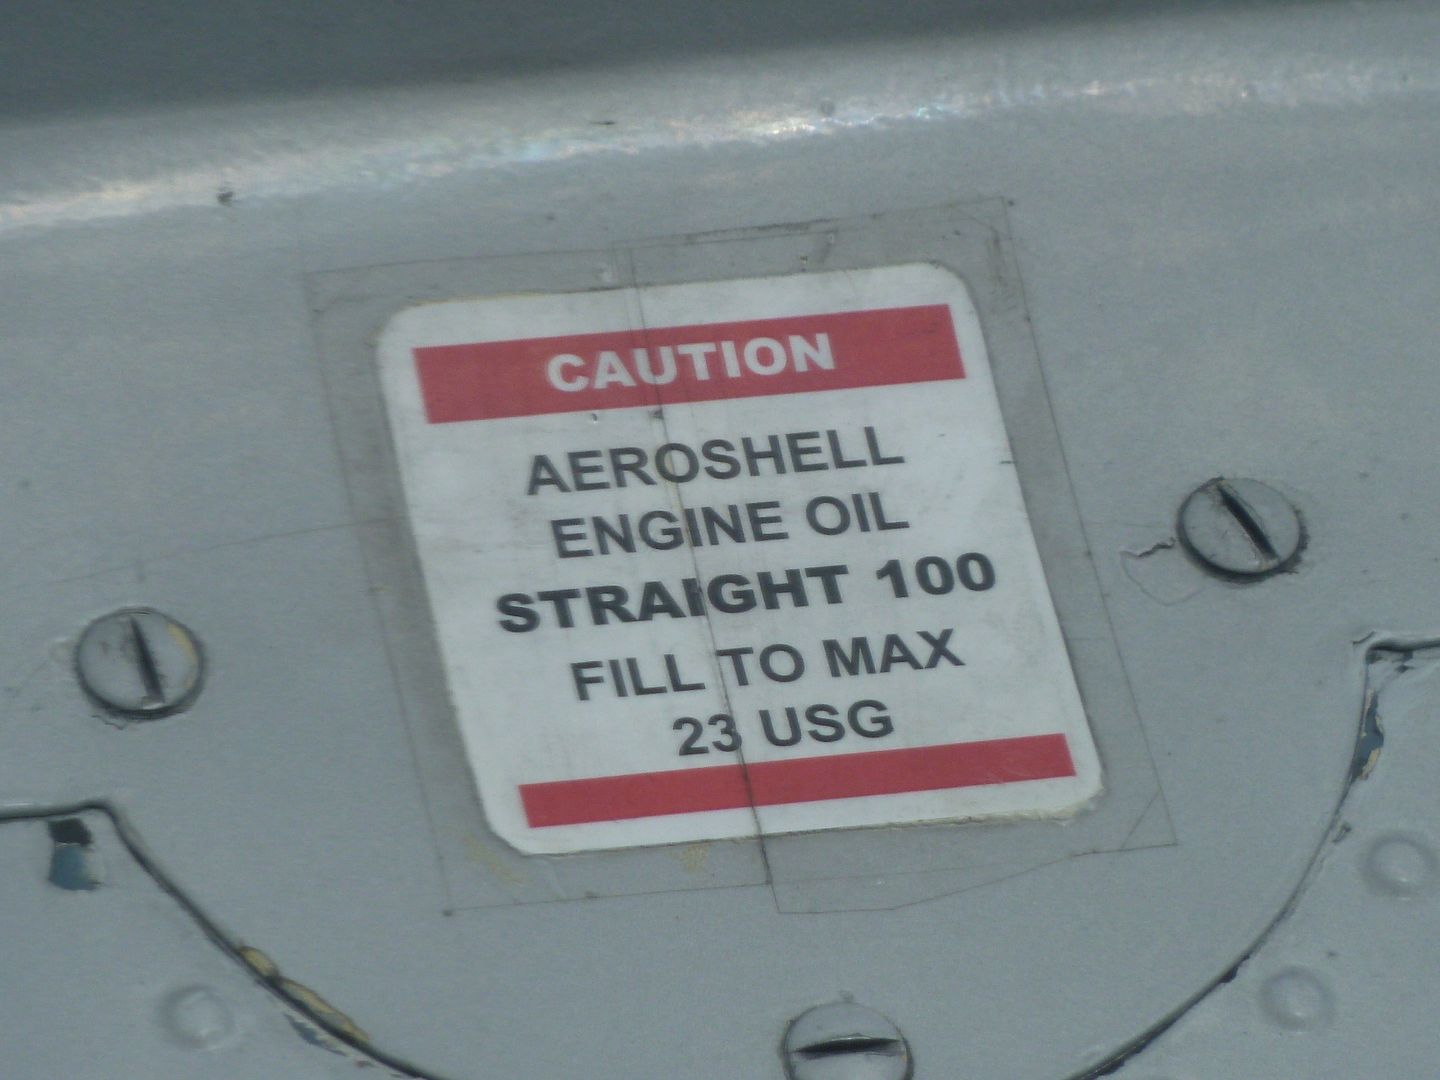 CAUTION
AEROSHELL
ENGINE OIL
STRAIGHT 100
FILL TO MAX
23 USG